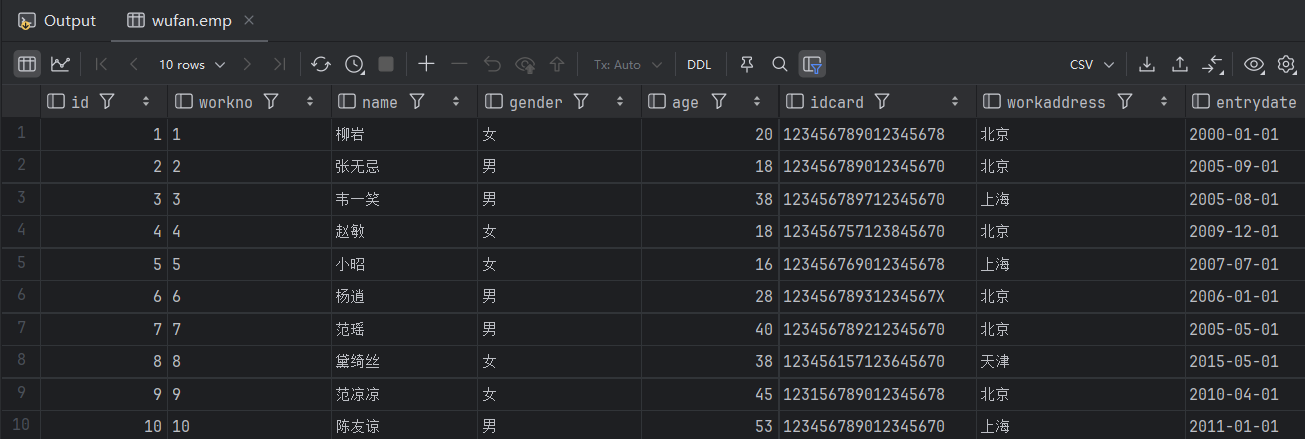 Output wufan.emp
10 rows Tx: Auto DDL CSV
id workno name gender age idcard workaddress entrydate
1 1 1 柳岩 女 20 123456789012345678 北京 2000-01-01
2 2 2 张无忌 男 18 123456789012345670 北京 2005-09-01
3 3 3 韦一笑 男 38 123456789712345670 上海 2005-08-01
4 4 4 赵敏 女 18 123456757123845670 北京 2009-12-01
5 5 5 小昭 女 16 123456769012345678 上海 2007-07-01
6 6 6 杨逍 男 28 12345678931234567X 北京 2006-01-01
7 7 7 范瑶 男 40 123456789212345670 北京 2005-05-01
8 8 8 黛绮丝 女 38 123456157123645670 天津 2015-05-01
9 9 9 范凉凉 女 45 123156789012345678 北京 2010-04-01
10 10 10 陈友谅 男 53 123456789012345670 上海 2011-01-01